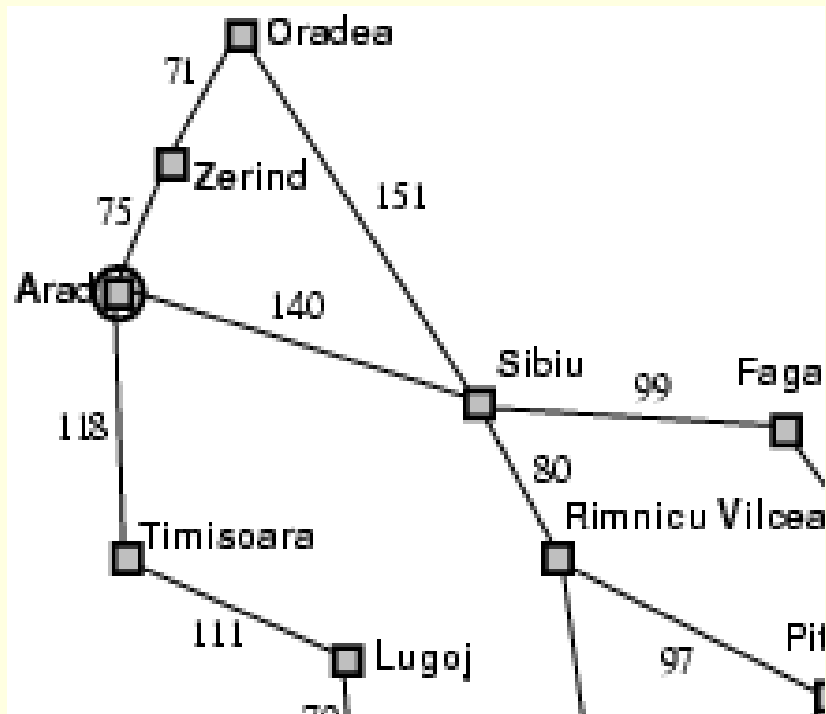 Oradea
71
Zerind
151
75
Arad
140
Sibiu
99
Faga
118
80
Rimnicu Vilcea
Timisoara
111
Lugoj
Pit
97